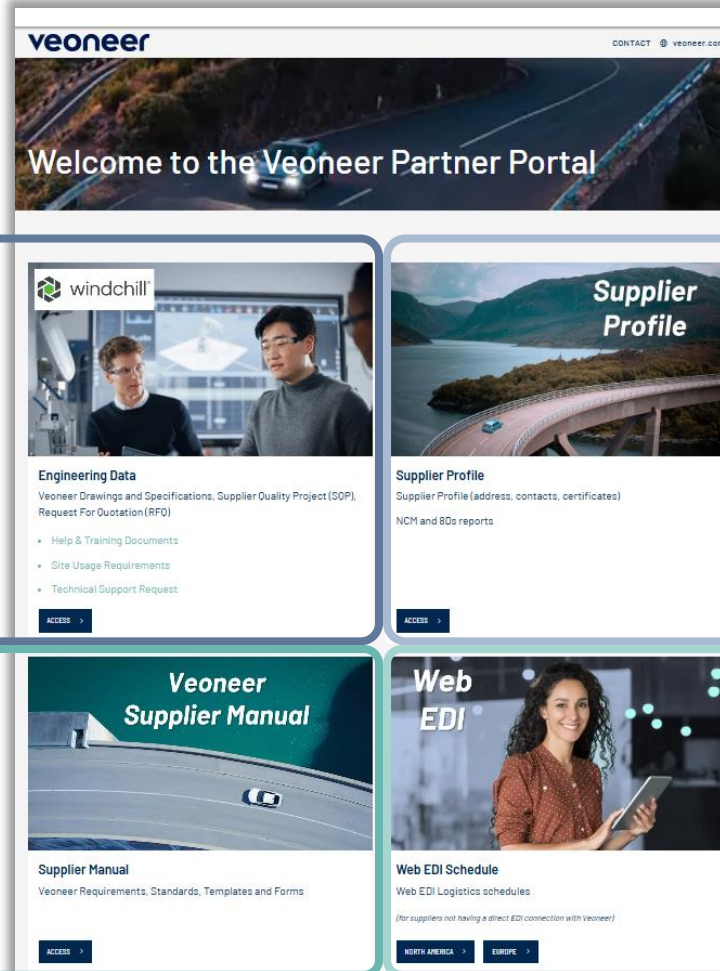 veoneer
CONTACT veoneer.com
Welcome to the Veoneer Partner Portal
windchill
Engineering Data
Veoneer Drawings and Specifications, Supplier Quality Project (SQP),
Request For Quotation (RFQ)
• Help & Training Documents
• Site Usage Requirements
• Technical Support Request
ACCESS >
Supplier
Profile
Supplier Profile
Supplier Profile (address, contacts, certificates)
NCM and 8Ds reports
ACCESS >
Veoneer
Supplier Manual
Supplier Manual
Veoneer Requirements, Standards, Templates and Forms
ACCESS >
Web
EDI
Web EDI Schedule
Web EDI Logistics schedules
(for suppliers not having a direct EDI connection with Veoneer)
NORTH AMERICA > EUROPE >